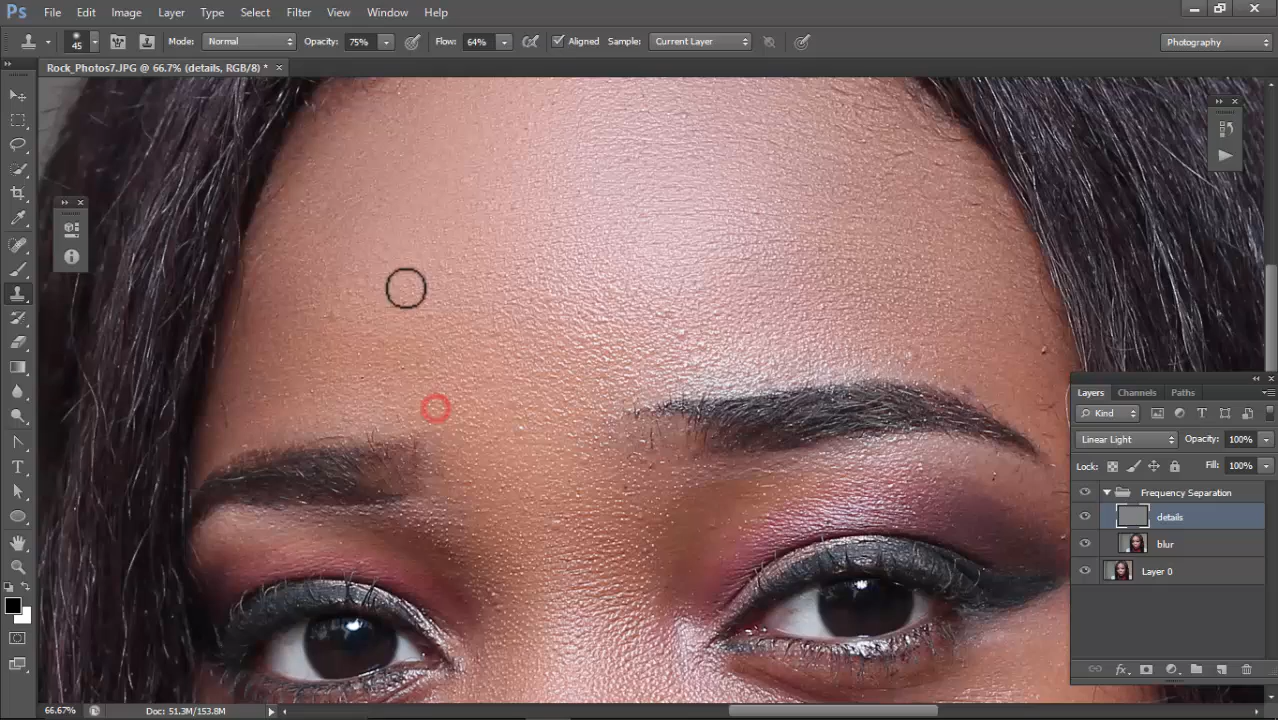 Ps File Edit Image Layer Type Select Filter View Window Help
45 Mode: Normal Opacity: 75% Flow: 64% Aligned Sample: Current Layer Photography
Rock_Photos7.JPG @ 66.7% (details, RGB/8) *
Layers Channels Paths
Kind
Linear Light Opacity: 100%
Lock: Fill: 100%
Frequency Separation
details
blur
Layer 0
66.67% Doc: 51.3M/153.8M